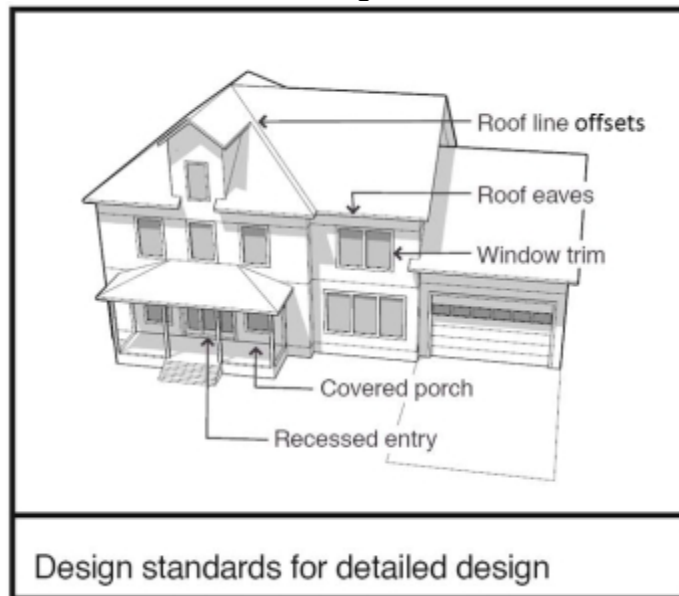 Roof line offsets
Roof eaves
Window trim
Covered porch
Recessed entry
Design standards for detailed design